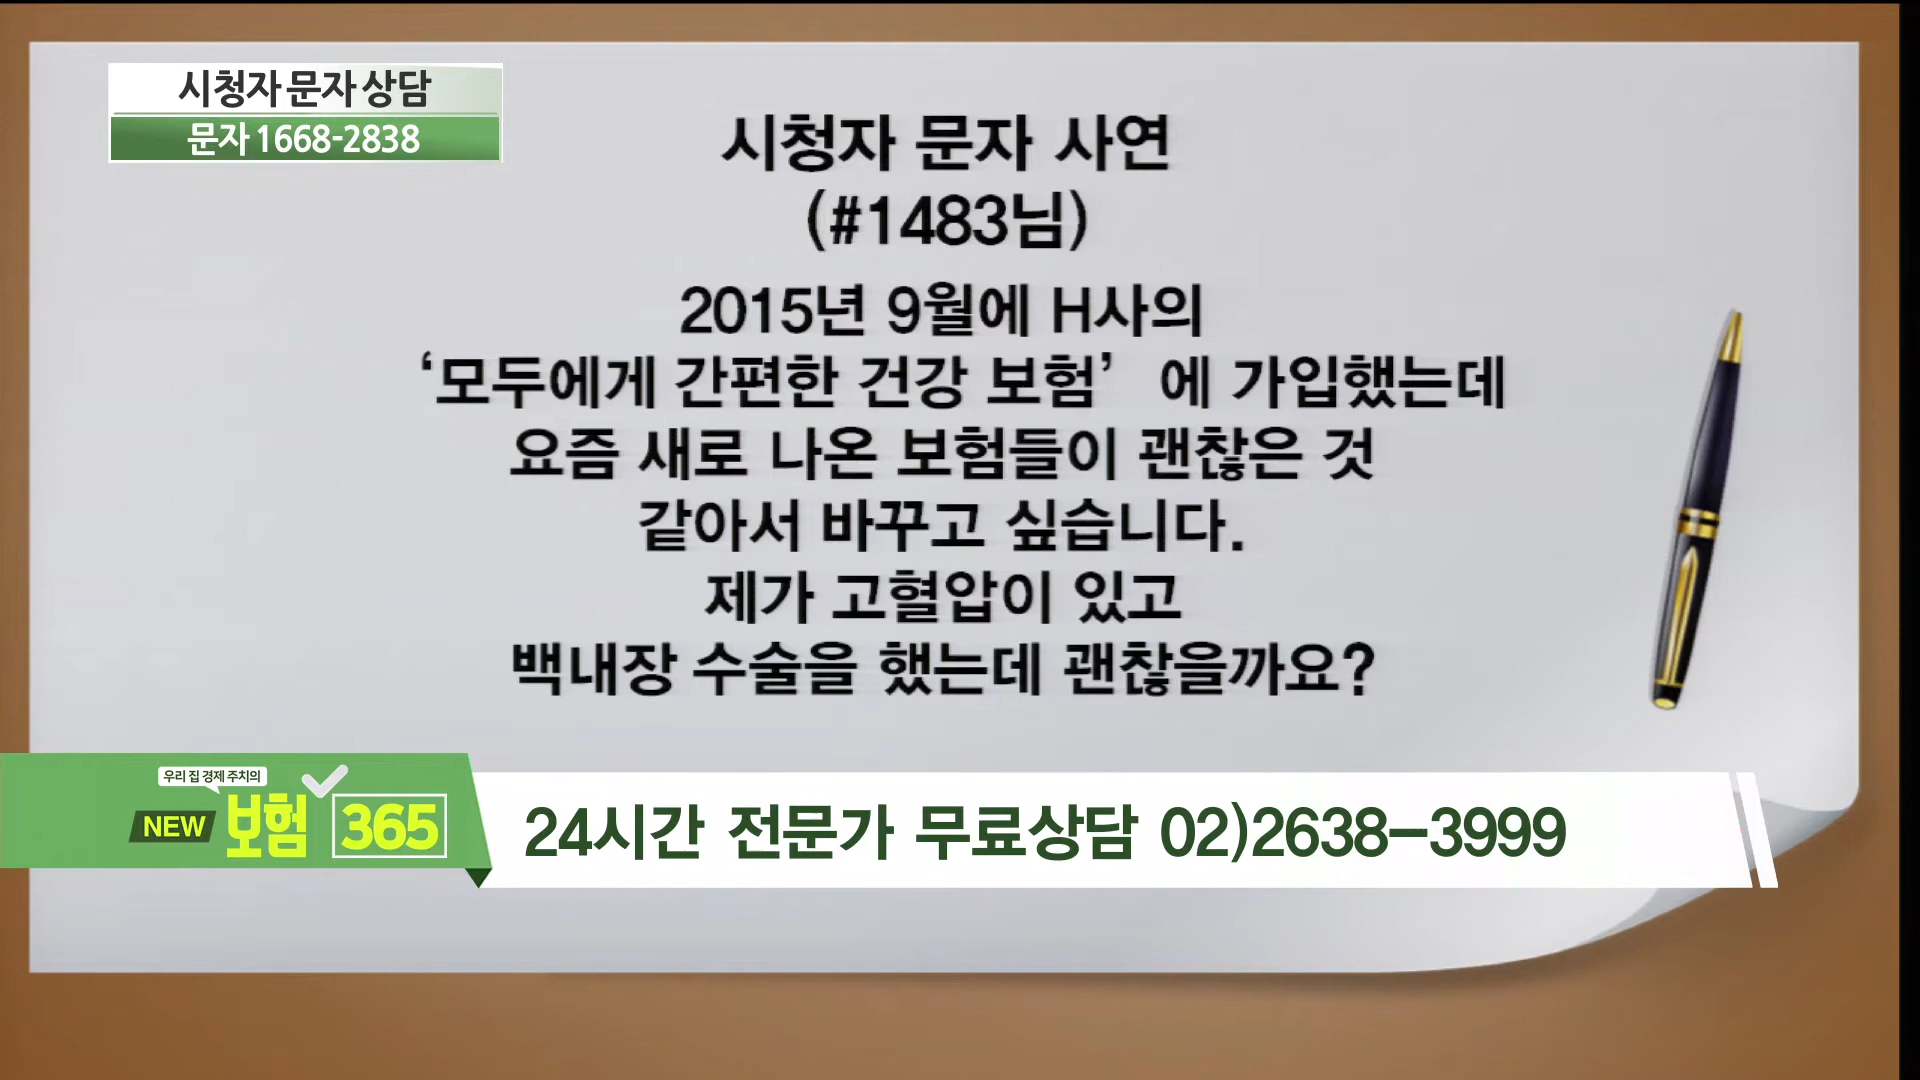 시청자 문자 상담
문자 1668-2838
시청자 문자 사연
(#1483님)
2015년 9월에 H사의
‘모두에게 간편한 건강 보험’ 에 가입했는데
요즘 새로 나온 보험들이 괜찮은 것
같아서 바꾸고 싶습니다.
제가 고혈압이 있고
백내장 수술을 했는데 괜찮을까요?
우리 집 경제 주치의
NEW 보험 365
24시간 전문가 무료상담 02)2638-3999